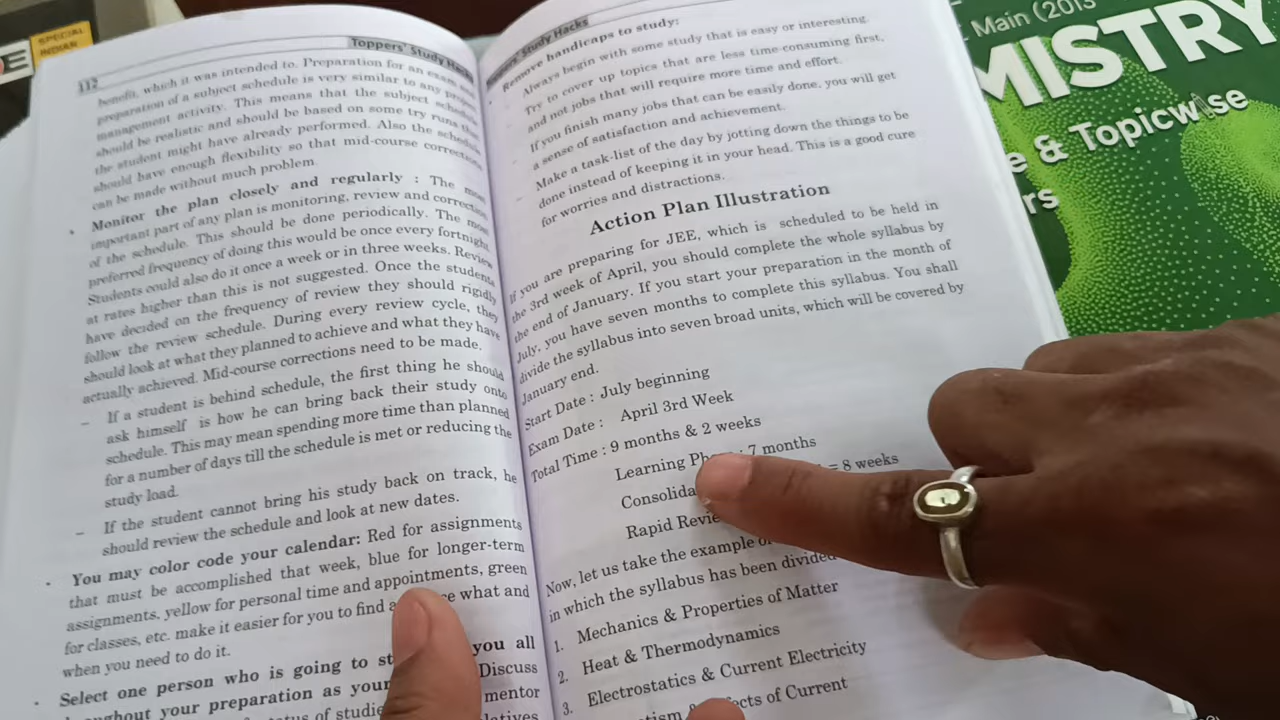 SPECIAL
INDIAN
112
Toppers' Study Hacks
benefit, which it was intended to. Preparation for an exam
preparation of a subject schedule is very similar to any project
management activity. This means that the subject schedule
should be realistic and should be based on some try runs that
the student might have already performed. Also the schedule
should have enough flexibility so that mid-course corrections
can be made without much problem.
• Monitor the plan closely and regularly : The most
important part of any plan is monitoring, review and correction
of the schedule. This should be done periodically. The most
preferred frequency of doing this would be once every fortnight.
Students could also do it once a week or in three weeks. Review
at rates higher than this is not suggested. Once the students
have decided on the frequency of review they should rigidly
follow the review schedule. During every review cycle, they
should look at what they planned to achieve and what they have
actually achieved. Mid-course corrections need to be made.
– If a student is behind schedule, the first thing he should
ask himself is how he can bring back their study onto
schedule. This may mean spending more time than planned
for a number of days till the schedule is met or reducing the
study load.
– If the student cannot bring his study back on track, he
should review the schedule and look at new dates.
• You may color code your calendar: Red for assignments
that must be accomplished that week, blue for longer-term
assignments, yellow for personal time and appointments, green
for classes, etc. make it easier for you to find what and
when you need to do it.
• Select one person who is going to you all
throughout your preparation as your Discuss
status of mentor
Toppers' Study Hacks
• Remove handicaps to study:
– Always begin with some study that is easy or interesting.
– Try to cover up topics that are less time-consuming first,
and not jobs that will require more time and effort.
– If you finish many jobs that can be easily done, you will get
a sense of satisfaction and achievement.
– Make a task-list of the day by jotting down the things to be
done instead of keeping it in your head. This is a good cure
for worries and distractions.
Action Plan Illustration
If you are preparing for JEE, which is scheduled to be held in
the 3rd week of April, you should complete the whole syllabus by
the end of January. If you start your preparation in the month of
July, you have seven months to complete this syllabus. You shall
divide the syllabus into seven broad units, which will be covered by
January end.
Start Date : July beginning
Exam Date : April 3rd Week
Total Time : 9 months & 2 weeks
Learning : 7 months
= 8 weeks
Rapid
Now, let us take the example
in which the syllabus has been divided
1. Mechanics & Properties of Matter
2. Heat & Thermodynamics
3. Electrostatics & Current Electricity
of Current
Main (2013
MISTRY
& Topicwise